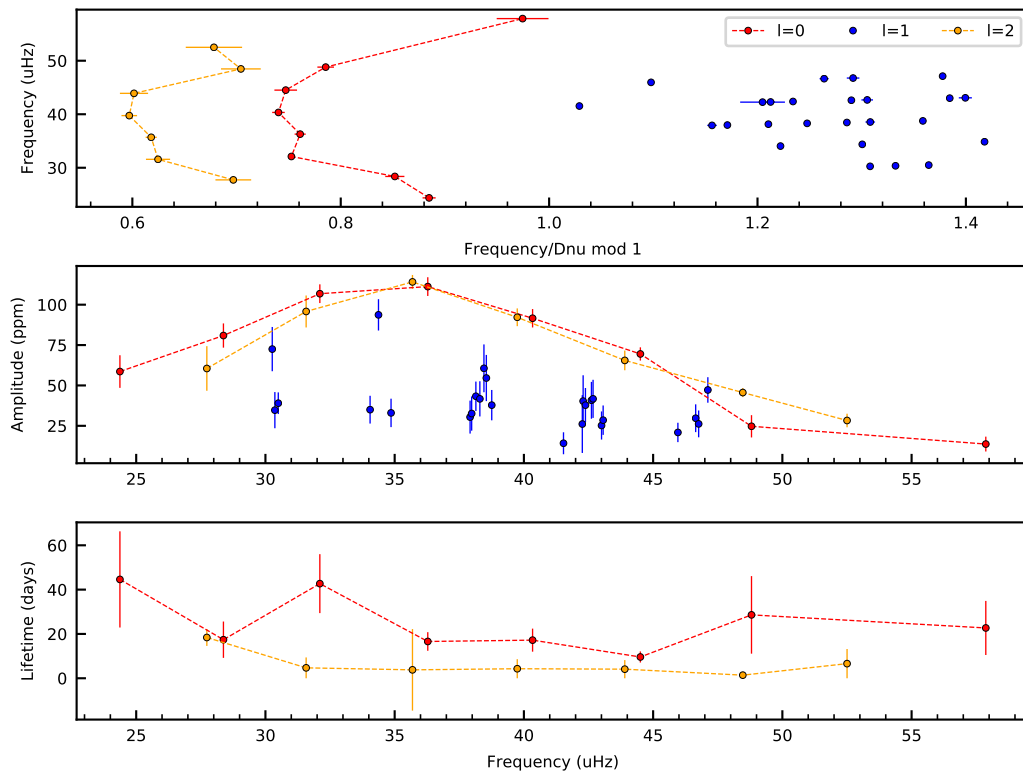 l=0 l=1 l=2
Frequency (uHz)
50
40
30
0.6 0.8 1.0 1.2 1.4
Frequency/Dnu mod 1
Amplitude (ppm)
100
75
50
25
25 30 35 40 45 50 55
Lifetime (days)
60
40
20
0
25 30 35 40 45 50 55
Frequency (uHz)